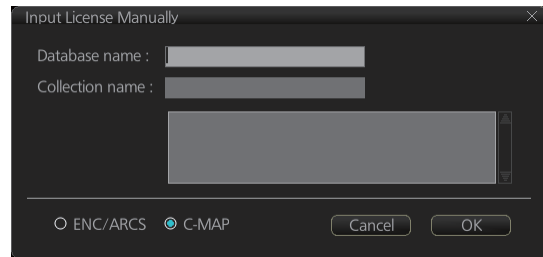 Input License Manually
Database name :
Collection name :
ENC/ARCS C-MAP Cancel OK